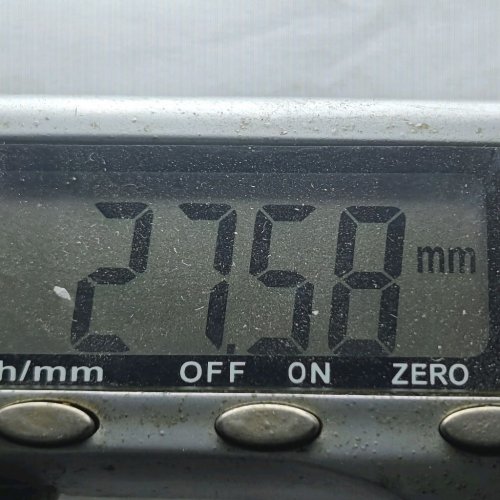 27.58 mm
h/mm OFF ON ZERO